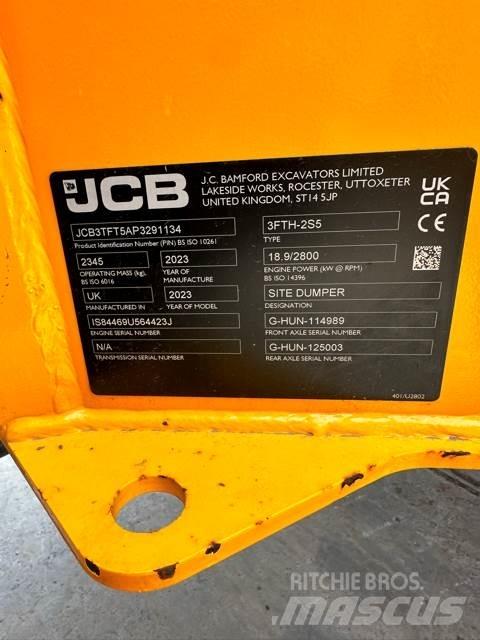 JCB
J.C. BAMFORD EXCAVATORS LIMITED
LAKESIDE WORKS, ROCESTER, UTTOXETER
UNITED KINGDOM, ST14 5JP
UK
CA
CE
JCB3TFT5AP3291134
Product Identification Number (PIN) BS ISO 10261
3FTH-2S5
TYPE
2345
OPERATING MASS (kg),
BS ISO 6016
2023
YEAR OF
MANUFACTURE
18.9/2800
ENGINE POWER (kW @ RPM)
BS ISO 14396
UK
MANUFACTURED IN
2023
YEAR OF MODEL
SITE DUMPER
DESIGNATION
IS84469U564423J
ENGINE SERIAL NUMBER
G-HUN-114989
FRONT AXLE SERIAL NUMBER
N/A
TRANSMISSION SERIAL NUMBER
G-HUN-125003
REAR AXLE SERIAL NUMBER
401/U2802
RITCHIE BROS.
MASCUS